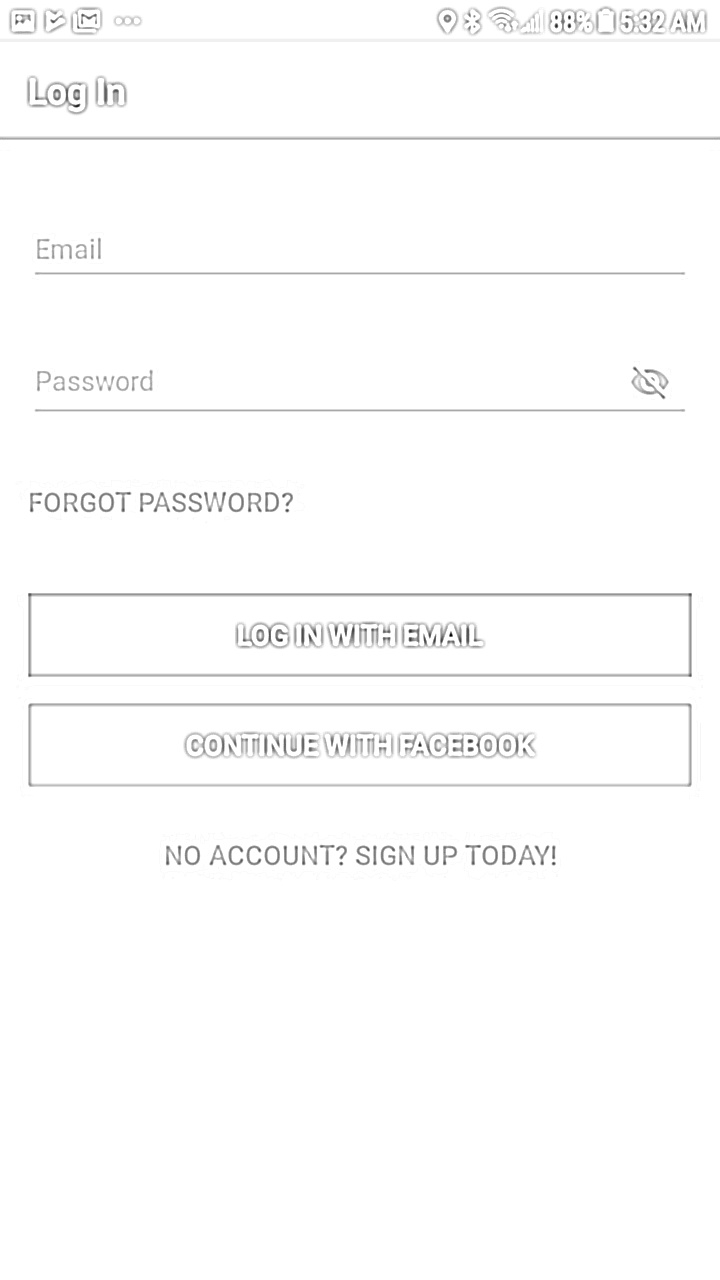 88% 5:32 AM
Log In
Email
Password
FORGOT PASSWORD?
LOG IN WITH EMAIL
CONTINUE WITH FACEBOOK
NO ACCOUNT? SIGN UP TODAY!